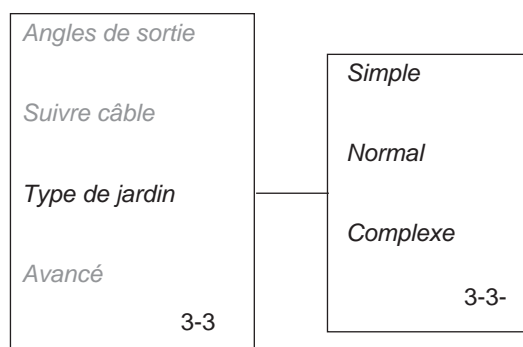 Angles de sortie
Suivre câble
Type de jardin
Avancé
3-3
Simple
Normal
Complexe
3-3-